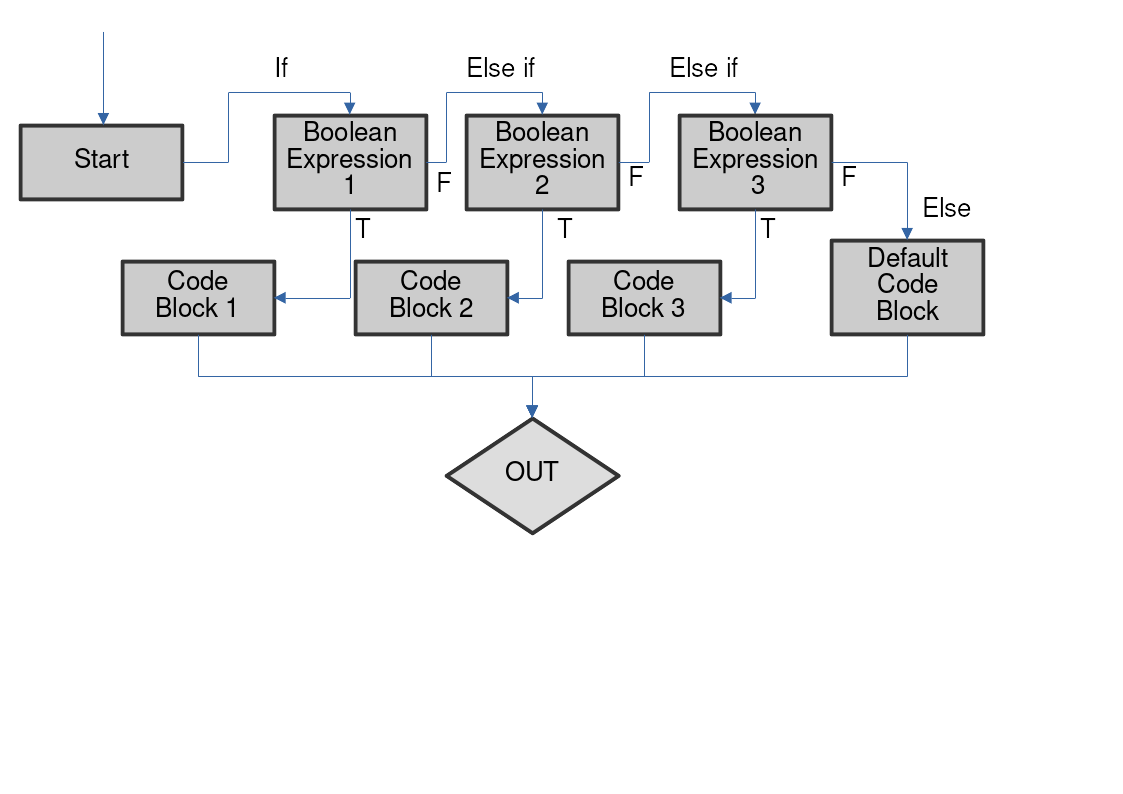 If
Else if
Else if
Start
Boolean
Expression
1
F
Boolean
Expression
2
F
Boolean
Expression
3
F
T
T
T
Else
Code
Block 1
Code
Block 2
Code
Block 3
Default
Code
Block
OUT